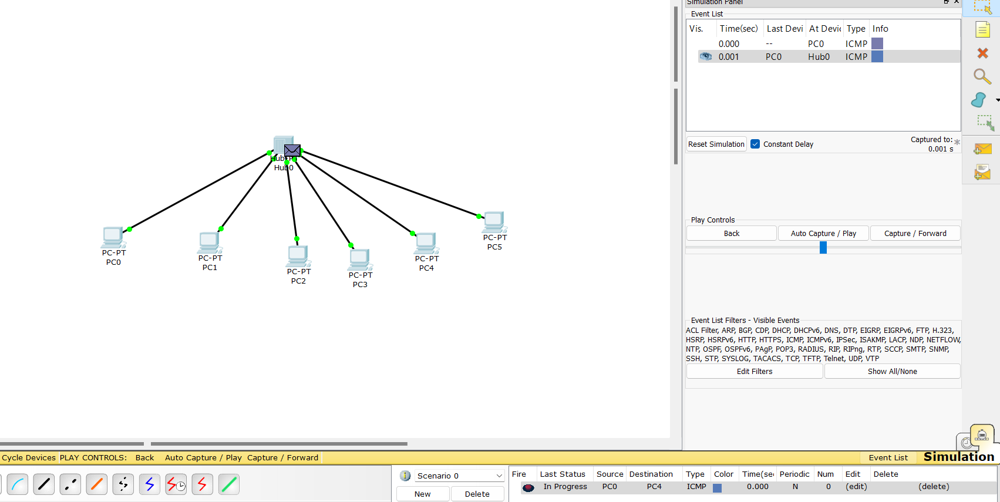 Simulation Panel
Event List
Vis. Time(sec) Last Devi At Devic Type Info
0.000 -- PC0 ICMP
0.001 PC0 Hub0 ICMP
Reset Simulation Constant Delay Captured to: *
0.001 s
Hub-PT
Hub0
PC-PT
PC0
PC-PT
PC1
PC-PT
PC2
PC-PT
PC3
PC-PT
PC4
PC-PT
PC5
Play Controls
Back Auto Capture / Play Capture / Forward
Event List Filters - Visible Events
ACL Filter, ARP, BGP, CDP, DHCP, DHCPv6, DNS, DTP, EIGRP, EIGRPv6, FTP, H.323,
HSRP, HSRPv6, HTTP, HTTPS, ICMP, ICMPv6, IPSec, ISAKMP, LACP, NDP, NETFLOW,
NTP, OSPF, OSPFv6, PAgP, POP3, RADIUS, RIP, RIPng, RTP, SCCP, SMTP, SNMP,
SSH, STP, SYSLOG, TACACS, TCP, TFTP, Telnet, UDP, VTP
Edit Filters Show All/None
Cycle Devices PLAY CONTROLS: Back Auto Capture / Play Capture / Forward Event List Simulation
Scenario 0
New Delete
Fire Last Status Source Destination Type Color Time(sec Periodic Num Edit Delete
In Progress PC0 PC4 ICMP 0.000 N 0 (edit) (delete)